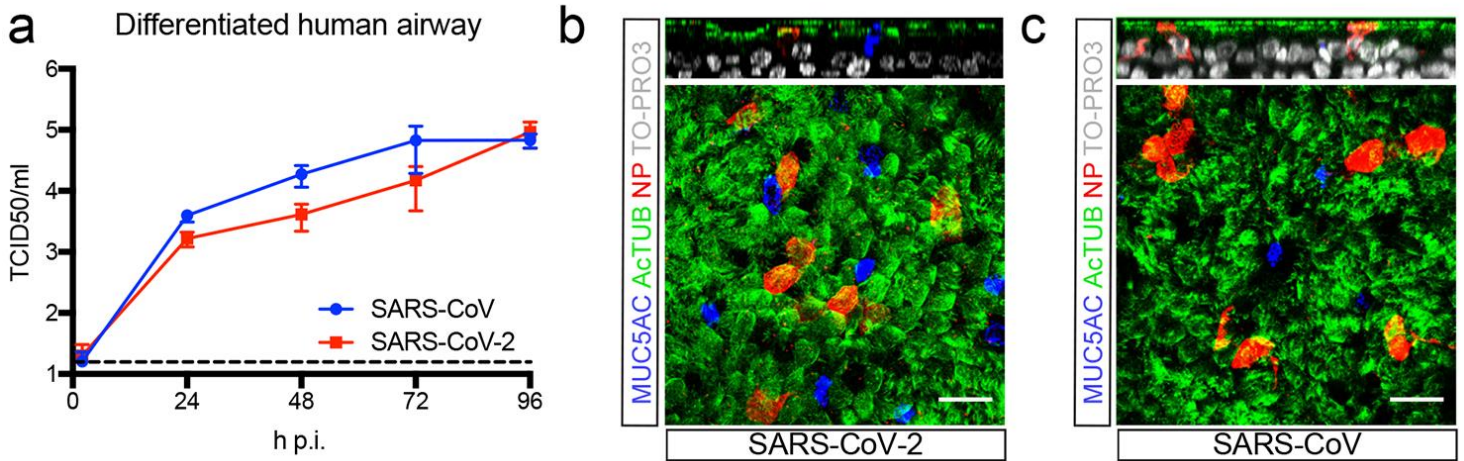 a
Differentiated human airway
TCID50/ml
6
5
4
3
2
1
0
24
48
72
96
h p.i.
SARS-CoV
SARS-CoV-2
b
MUC5AC AcTUB NP TO-PRO3
SARS-CoV-2
c
MUC5AC AcTUB NP TO-PRO3
SARS-CoV